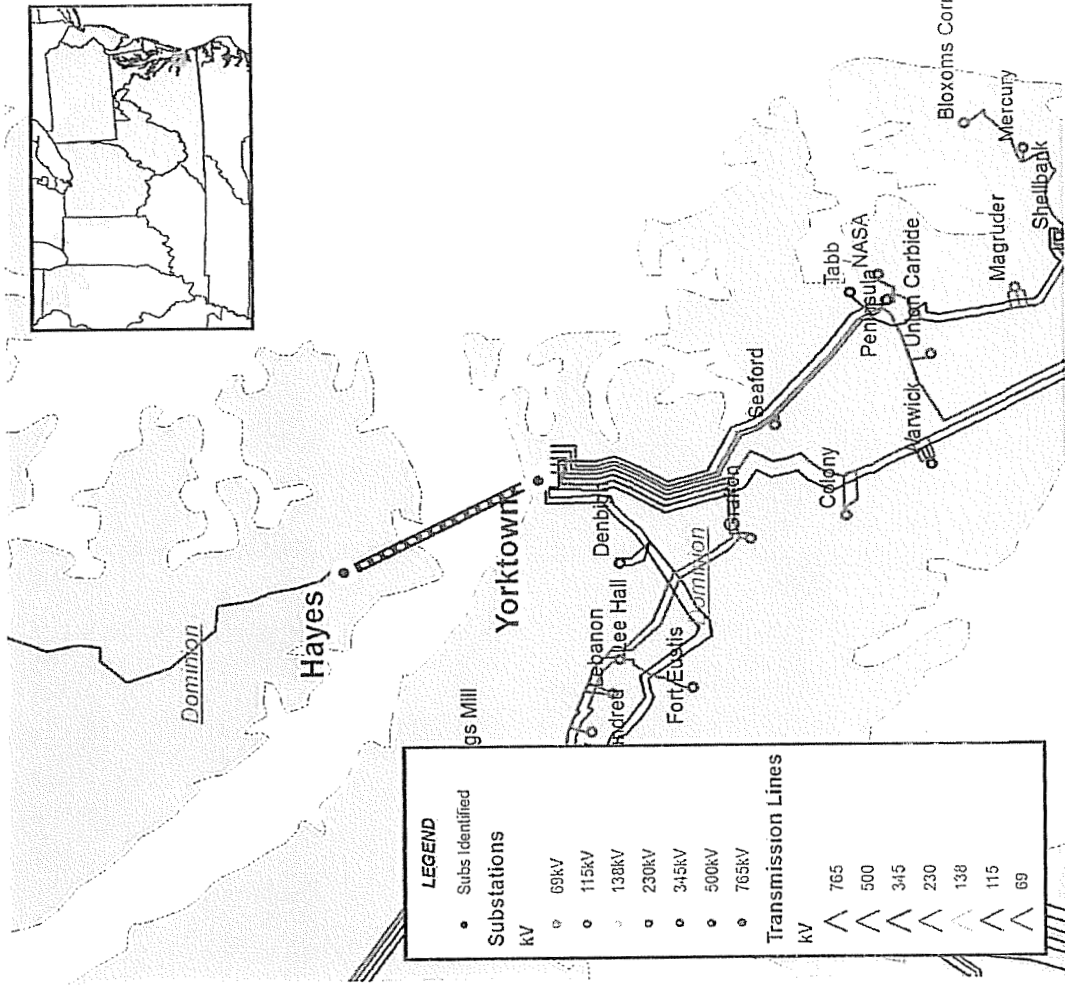 Bloxoms Corn
Mercury
Shellbank
Magruder
Tabb
NASA
Peninsula
Union Carbide
Seaford
Warwick
Colony
Grafton
Yorktown
Denbi
Dominion
Hayes
Lee Hall
Lebanon
Fort Eustis
ndrett
gs Mill
Dominion
LEGEND
Subs Identified
Substations
kV
69kV
115kV
138kV
230kV
345kV
500kV
765kV
Transmission Lines
kV
765
500
345
230
138
115
69